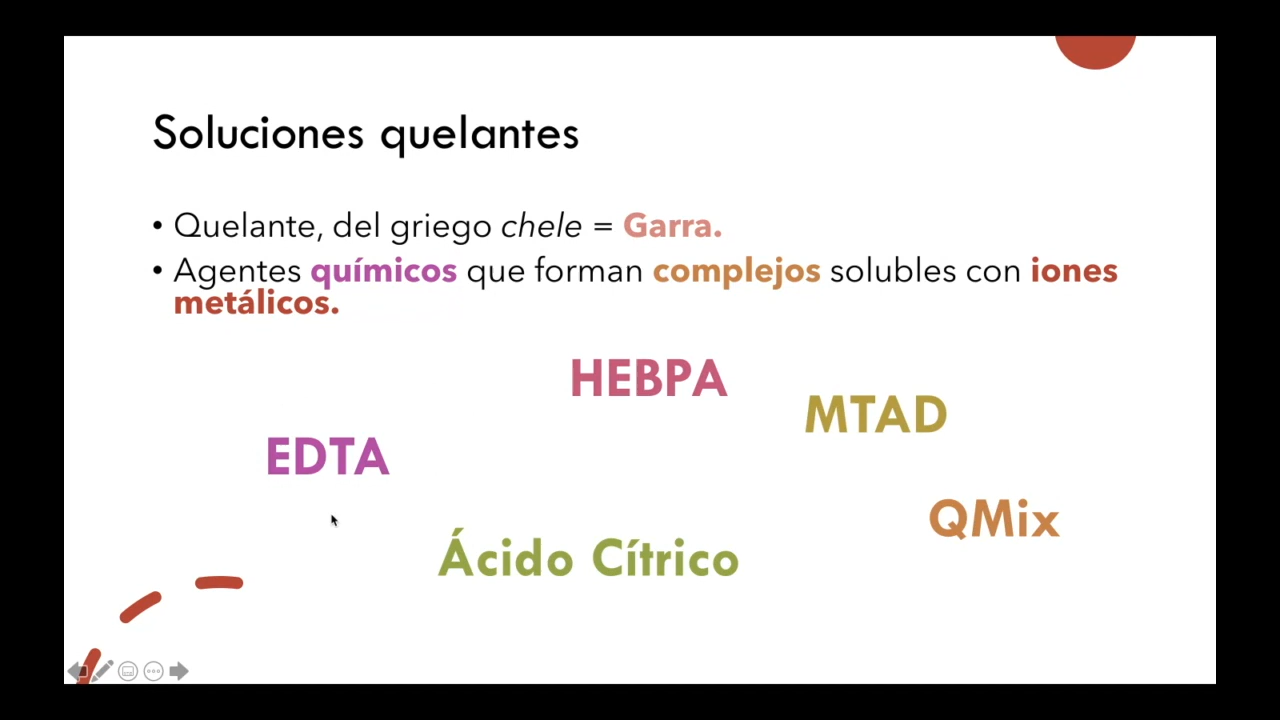 Soluciones quelantes
• Quelante, del griego chele = Garra.
• Agentes químicos que forman complejos solubles con iones
metálicos.
HEBPA
MTAD
EDTA
QMix
Ácido Cítrico